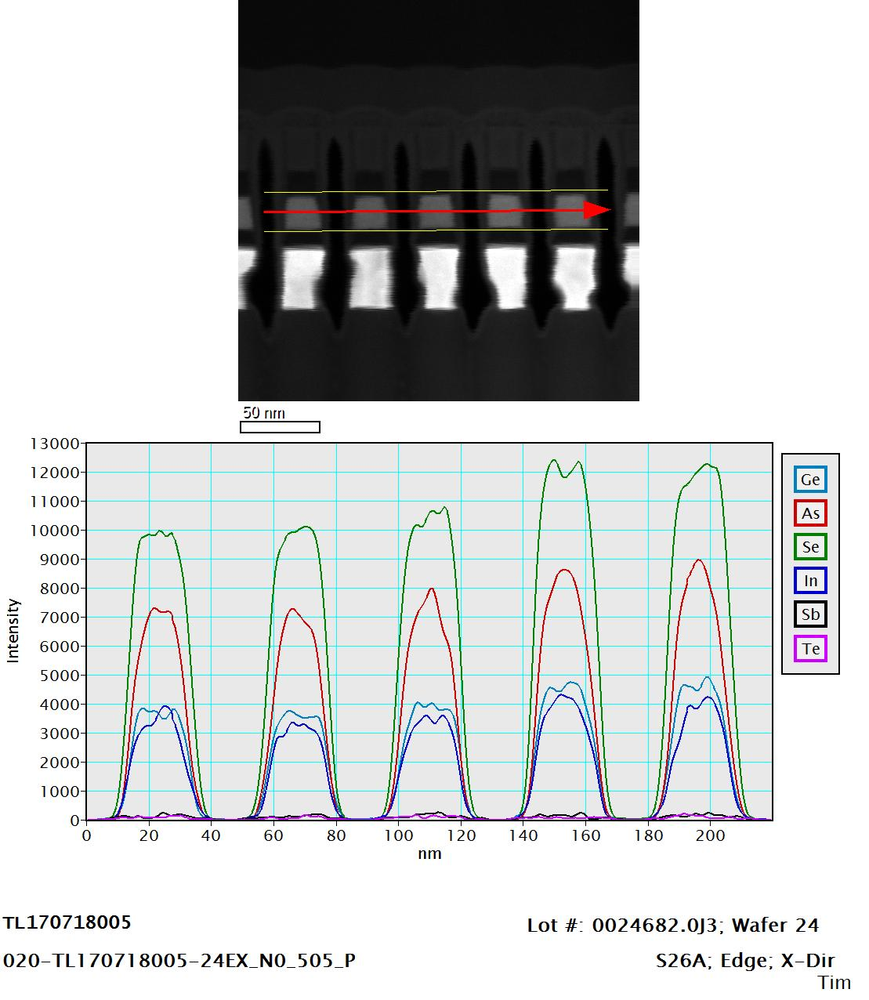 50 nm
13000
12000
11000
10000
9000
8000
7000
6000
5000
4000
3000
2000
1000
0
Intensity
0 20 40 60 80 100 120 140 160 180 200
nm
Ge
As
Se
In
Sb
Te
TL170718005
Lot #: 0024682.0J3; Wafer 24
020-TL170718005-24EX_N0_505_P
S26A; Edge; X-Dir
Tim